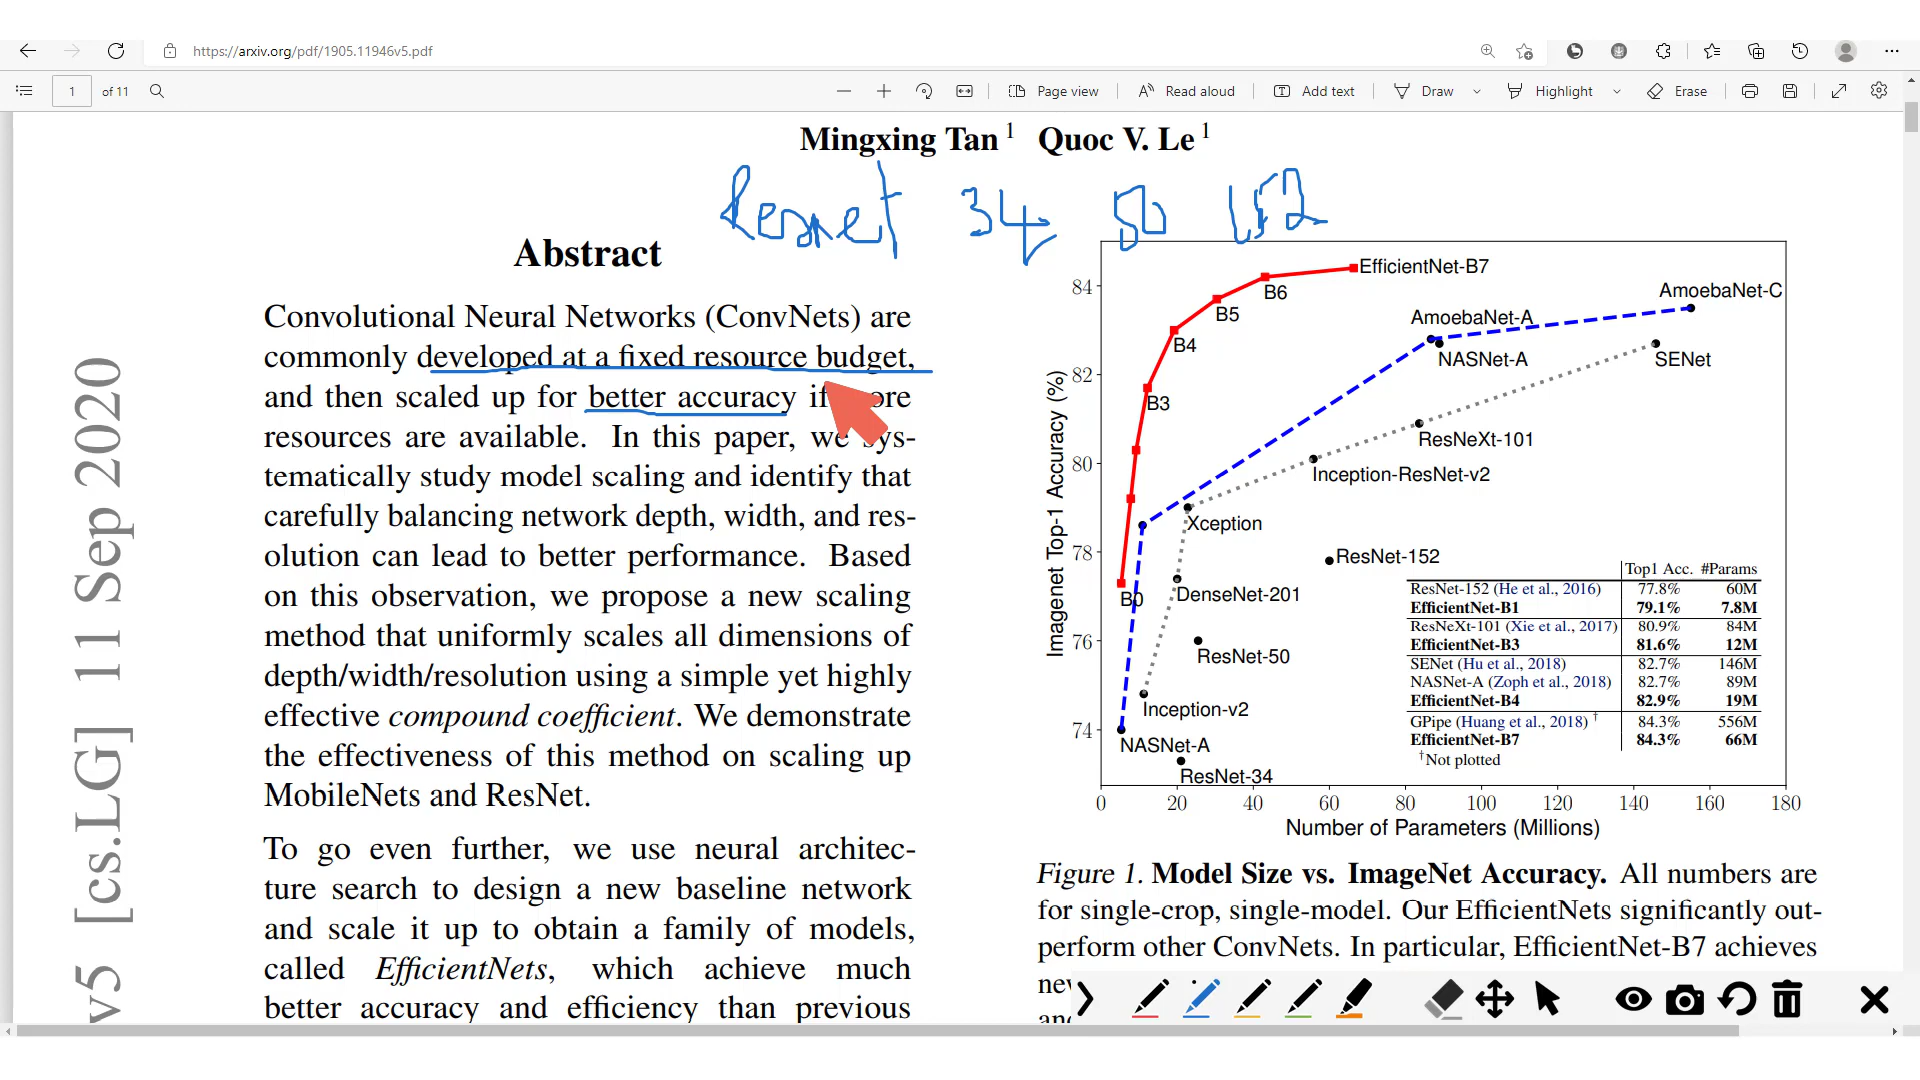 https://arxiv.org/pdf/1905.11946v5.pdf
1 of 11 Page view Read aloud Add text Draw Highlight Erase
Mingxing Tan 1 Quoc V. Le 1
Resnet 34 50 152
Abstract
Convolutional Neural Networks (ConvNets) are
commonly developed at a fixed resource budget,
and then scaled up for better accuracy if ore
resources are available. In this paper, we sys-
tematically study model scaling and identify that
carefully balancing network depth, width, and res-
olution can lead to better performance. Based
on this observation, we propose a new scaling
method that uniformly scales all dimensions of
depth/width/resolution using a simple yet highly
effective compound coefficient. We demonstrate
the effectiveness of this method on scaling up
MobileNets and ResNet.
To go even further, we use neural architec-
ture search to design a new baseline network
and scale it up to obtain a family of models,
called EfficientNets, which achieve much
better accuracy and efficiency than previous
v5 [cs.LG] 11 Sep 2020
Imagenet Top-1 Accuracy (%)
84
82
80
78
76
74
EfficientNet-B7
B6
B5
B4
B3
B0
AmoebaNet-C
AmoebaNet-A
NASNet-A
SENet
ResNeXt-101
Inception-ResNet-v2
Xception
ResNet-152
DenseNet-201
ResNet-50
Inception-v2
NASNet-A
ResNet-34
Top1 Acc. #Params
ResNet-152 (He et al., 2016) 77.8% 60M
EfficientNet-B1 79.1% 7.8M
ResNeXt-101 (Xie et al., 2017) 80.9% 84M
EfficientNet-B3 81.6% 12M
SENet (Hu et al., 2018) 82.7% 146M
NASNet-A (Zoph et al., 2018) 82.7% 89M
EfficientNet-B4 82.9% 19M
GPipe (Huang et al., 2018) † 84.3% 556M
EfficientNet-B7 84.3% 66M
†Not plotted
0 20 40 60 80 100 120 140 160 180
Number of Parameters (Millions)
Figure 1. Model Size vs. ImageNet Accuracy. All numbers are
for single-crop, single-model. Our EfficientNets significantly out-
perform other ConvNets. In particular, EfficientNet-B7 achieves